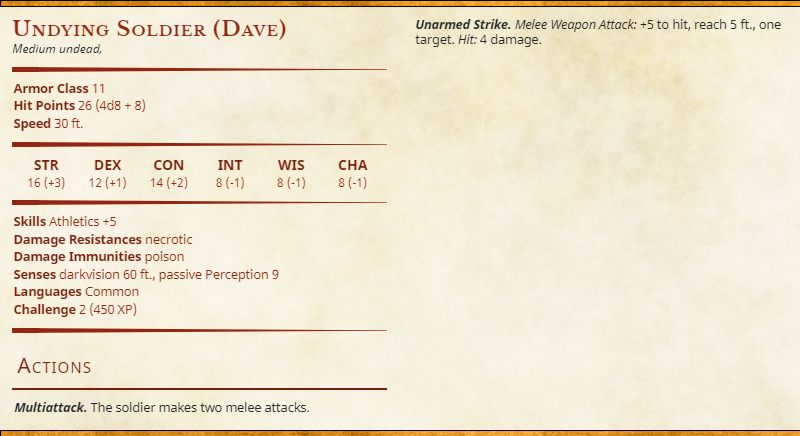 Undying Soldier (Dave)
Medium undead,
Armor Class 11
Hit Points 26 (4d8 + 8)
Speed 30 ft.
STR DEX CON INT WIS CHA
16 (+3) 12 (+1) 14 (+2) 8 (-1) 8 (-1) 8 (-1)
Skills Athletics +5
Damage Resistances necrotic
Damage Immunities poison
Senses darkvision 60 ft., passive Perception 9
Languages Common
Challenge 2 (450 XP)
Actions
Multiattack. The soldier makes two melee attacks.
Unarmed Strike. Melee Weapon Attack: +5 to hit, reach 5 ft., one
target. Hit: 4 damage.